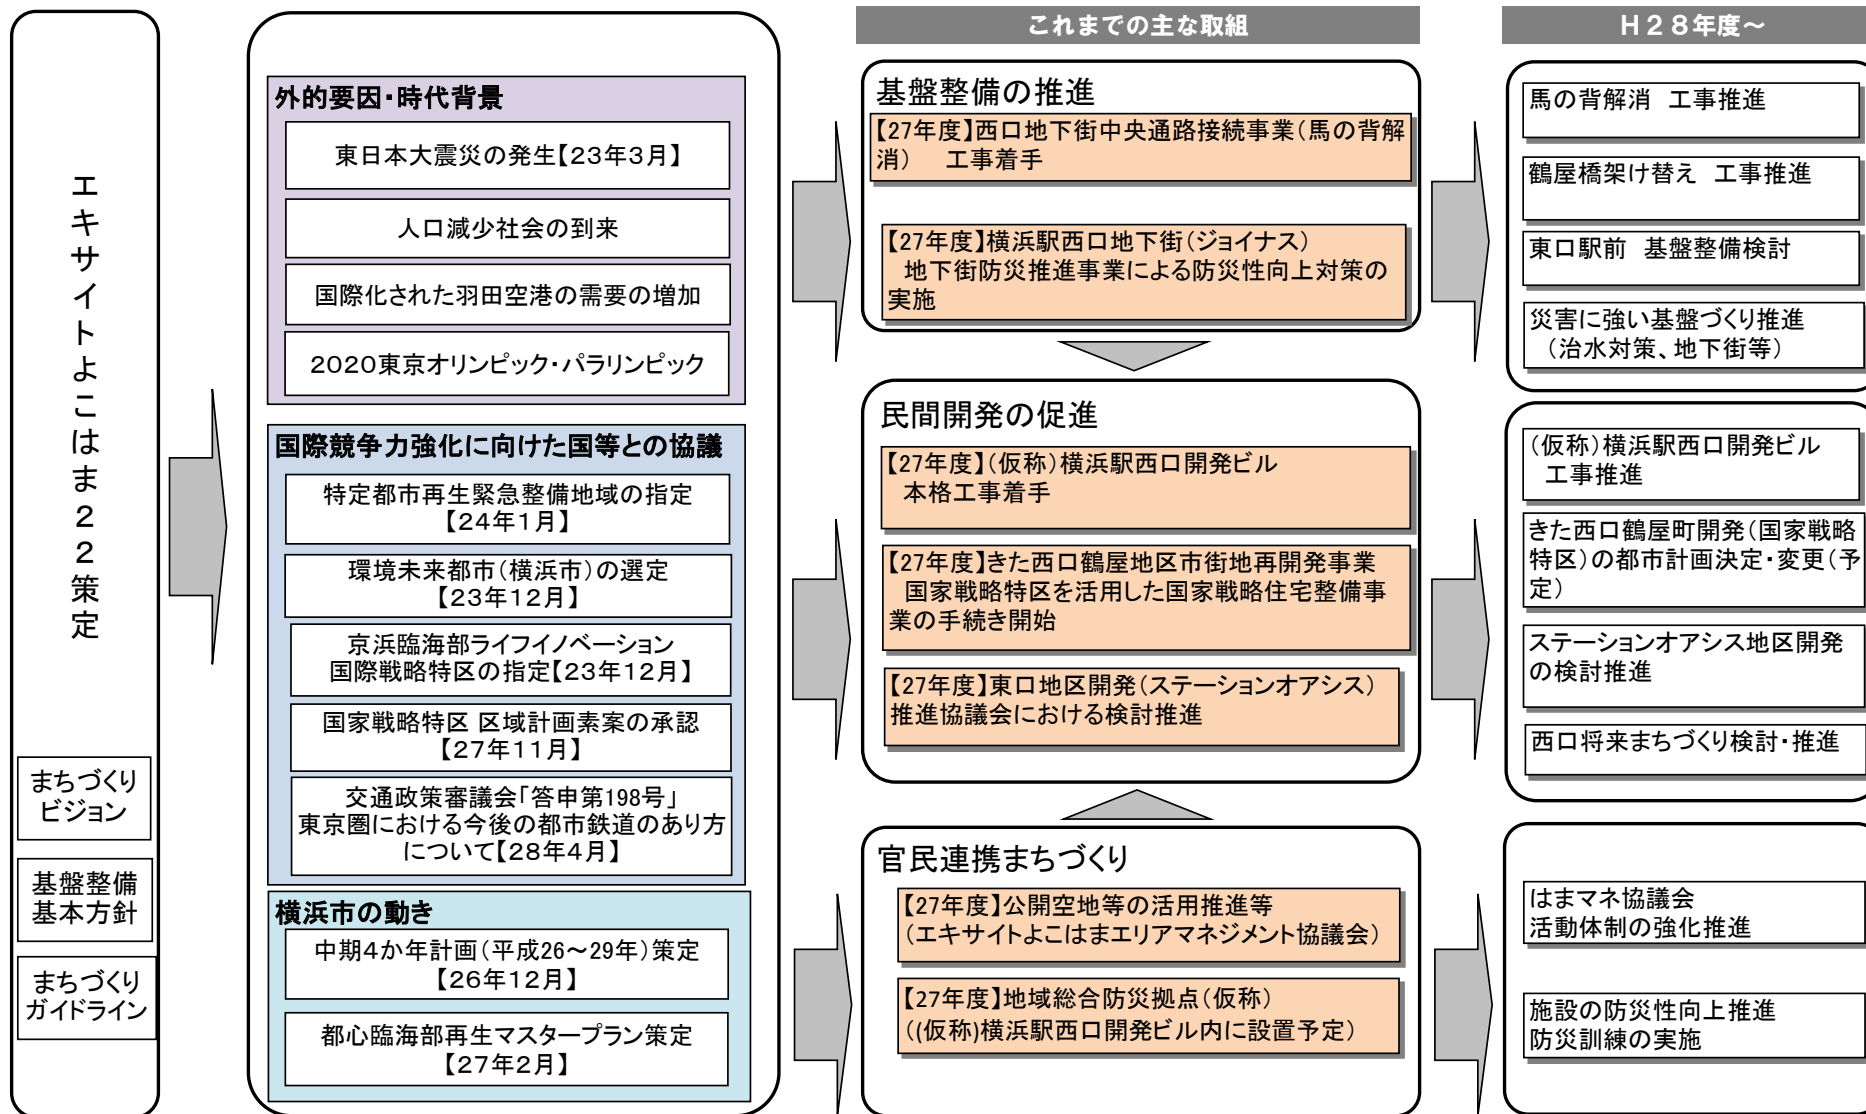 エキサイトよこはま22策定
まちづくり
ビジョン
基盤整備
基本方針
まちづくり
ガイドライン
外的要因・時代背景
東日本大震災の発生【23年3月】
人口減少社会の到来
国際化された羽田空港の需要の増加
2020東京オリンピック・パラリンピック
国際競争力強化に向けた国等との協議
特定都市再生緊急整備地域の指定
【24年1月】
環境未来都市(横浜市)の選定
【23年12月】
京浜臨海部ライフイノベーション
国際戦略特区の指定【23年12月】
国家戦略特区 区域計画素案の承認
【27年11月】
交通政策審議会「答申第198号」
東京圏における今後の都市鉄道のあり方
について【28年4月】
横浜市の動き
中期4か年計画(平成26~29年)策定
【26年12月】
都心臨海部再生マスタープラン策定
【27年2月】
これまでの主な取組
基盤整備の推進
【27年度】西口地下街中央通路接続事業(馬の背解
消) 工事着手
【27年度】横浜駅西口地下街(ジョイナス)
地下街防災推進事業による防災性向上対策の
実施
民間開発の促進
【27年度】(仮称)横浜駅西口開発ビル
本格工事着手
【27年度】きた西口鶴屋地区市街地再開発事業
国家戦略特区を活用した国家戦略住宅整備事
業の手続き開始
【27年度】東口地区開発(ステーションオアシス)
推進協議会における検討推進
官民連携まちづくり
【27年度】公開空地等の活用推進等
(エキサイトよこはまエリアマネジメント協議会)
【27年度】地域総合防災拠点(仮称)
((仮称)横浜駅西口開発ビル内に設置予定)
H28年度~
馬の背解消 工事推進
鶴屋橋架け替え 工事推進
東口駅前 基盤整備検討
災害に強い基盤づくり推進
(治水対策、地下街等)
(仮称)横浜駅西口開発ビル
工事推進
きた西口鶴屋町開発(国家戦略
特区)の都市計画決定・変更(予
定)
ステーションオアシス地区開発
の検討推進
西口将来まちづくり検討・推進
はまマネ協議会
活動体制の強化推進
施設の防災性向上推進
防災訓練の実施